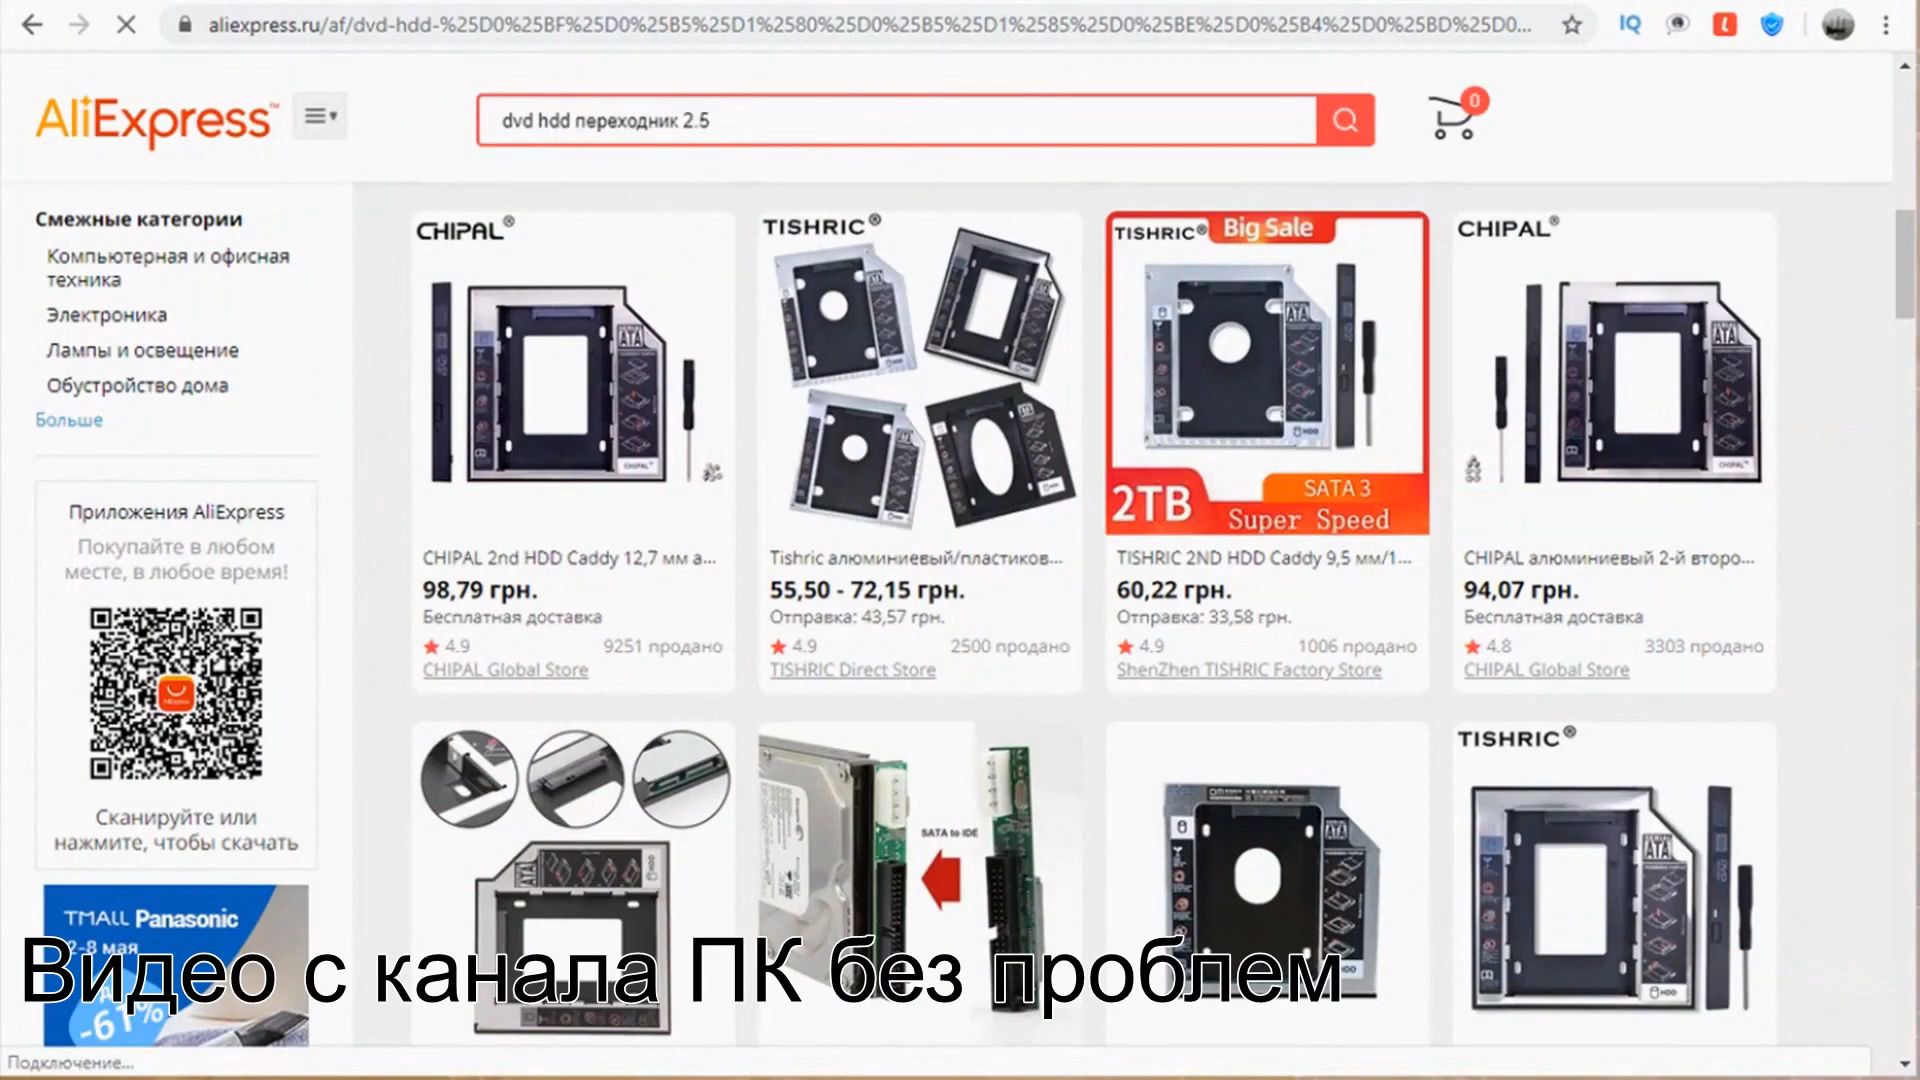 aliexpress.ru/af/dvd-hdd-%25D0%25BF%25D0%25B5%25D1%2580%25D0%25B5%25D1%2585%25D0%25BE%25D0%25B4%25D0%25BD%25D0...
IQ
AliExpress
dvd hdd переходник 2.5
0
Смежные категории
Компьютерная и офисная
техника
Электроника
Лампы и освещение
Обустройство дома
Больше
Приложения AliExpress
Покупайте в любом
месте, в любое время!
Сканируйте или
нажмите, чтобы скачать
TMALL Panasonic
2-8 мая
-61%
CHIPAL®
CHIPAL 2nd HDD Caddy 12,7 мм а...
98,79 грн.
Бесплатная доставка
4.9 9251 продано
CHIPAL Global Store
TISHRIC®
Tishric алюминиевый/пластиков...
55,50 - 72,15 грн.
Отправка: 43,57 грн.
4.9 2500 продано
TISHRIC Direct Store
TISHRIC® Big Sale
2TB
SATA 3
Super Speed
TISHRIC 2ND HDD Caddy 9,5 мм/1...
60,22 грн.
Отправка: 33,58 грн.
4.9 1006 продано
ShenZhen TISHRIC Factory Store
CHIPAL®
CHIPAL алюминиевый 2-й второ...
94,07 грн.
Бесплатная доставка
4.8 3303 продано
CHIPAL Global Store
SATA to IDE
TISHRIC®
Видео с канала ПК без проблем
Подключение...